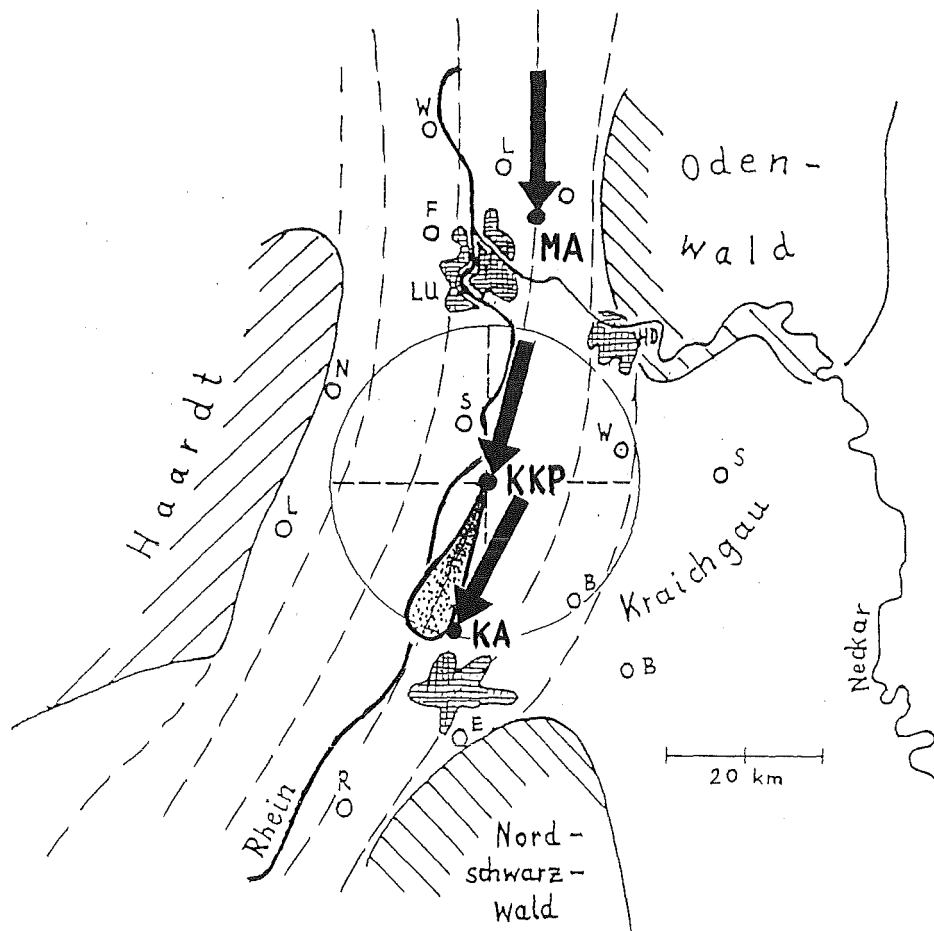 W
L
Oden-
F
MA
Wald
LU
HD
N
S
W
S
Haardt
KKP
L
Kraichgau
B
KA
B
Neckar
E
20 km
R
Rhein
Nord-
schwarz-
Wald